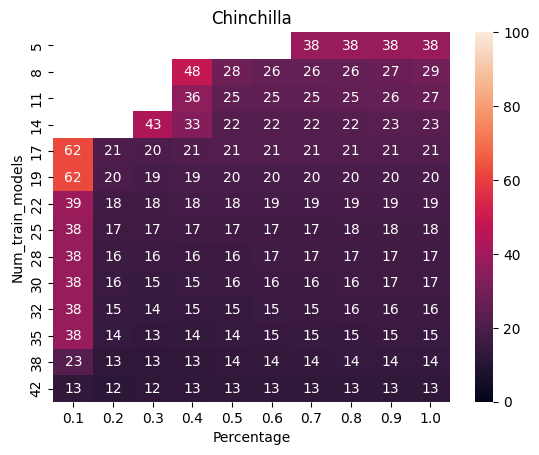 Chinchilla
Num_train_models
5 38 38 38 38
8 48 28 26 26 26 27 29
11 36 25 25 25 25 26 27
14 43 33 22 22 22 22 23 23
17 62 21 20 21 21 21 21 21 21 21
19 62 20 19 19 20 20 20 20 20 20
22 39 18 18 18 18 19 19 19 19 19
25 38 17 17 17 17 17 17 18 18 18
28 38 16 16 16 16 17 17 17 17 17
30 38 16 15 15 16 16 16 16 17 17
32 38 15 14 15 15 15 15 16 16 16
35 38 14 13 14 14 15 15 15 15 15
38 23 13 13 13 14 14 14 14 14 14
42 13 12 12 13 13 13 13 13 13 13
0.1 0.2 0.3 0.4 0.5 0.6 0.7 0.8 0.9 1.0
Percentage
100
80
60
40
20
0